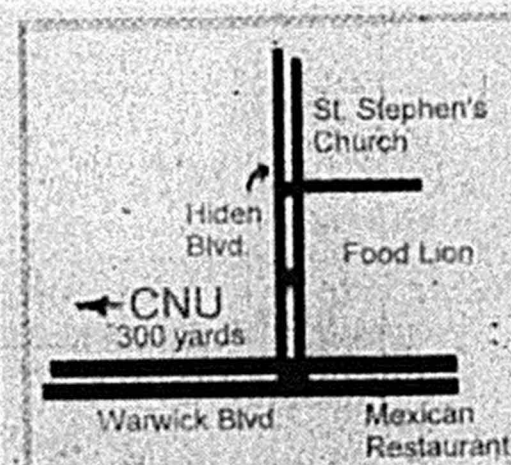 St. Stephen's
Church
Hiden
Blvd.
Food Lion
CNU
300 yards
Warwick Blvd
Mexican
Restaurant